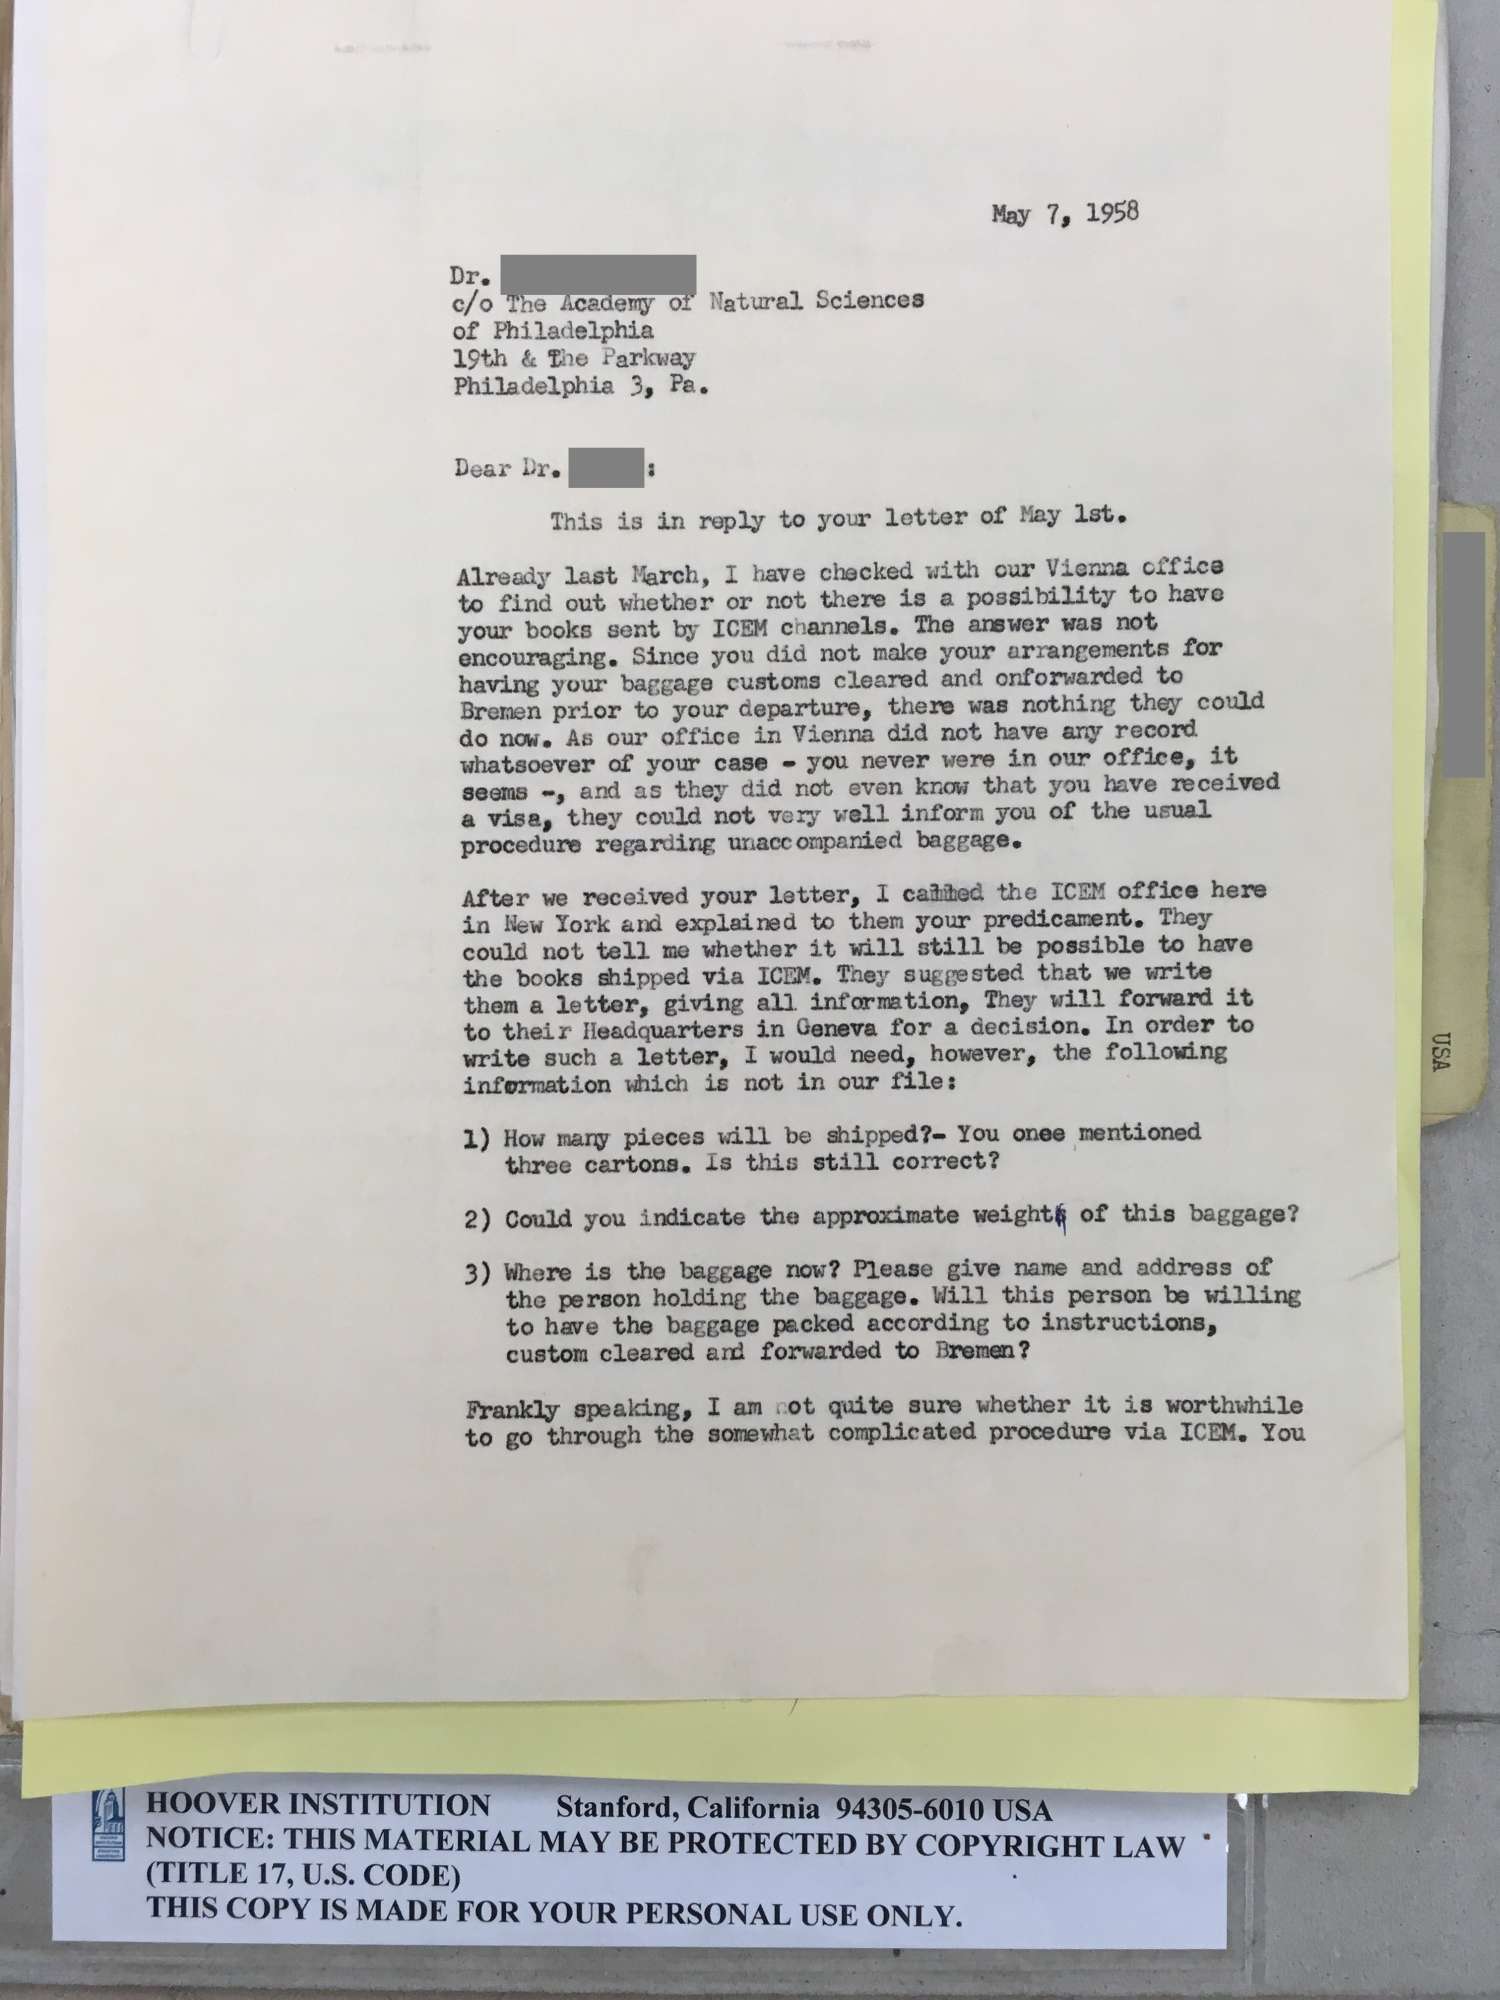 May 7, 1958
Dr.
c/o The Academy of Natural Sciences
of Philadelphia
19th & The Parkway
Philadelphia 3, Pa.
Dear Dr. :
This is in reply to your letter of May 1st.
Already last March, I have checked with our Vienna office
to find out whether or not there is a possibility to have
your books sent by ICEM channels. The answer was not
encouraging. Since you did not make your arrangements for
having your baggage customs cleared and onforwarded to
Bremen prior to your departure, there was nothing they could
do now. As our office in Vienna did not have any record
whatsoever of your case - you never were in our office, it
seems -, and as they did not even know that you have received
a visa, they could not very well inform you of the usual
procedure regarding unaccompanied baggage.
After we received your letter, I called the ICEM office here
in New York and explained to them your predicament. They
could not tell me whether it will still be possible to have
the books shipped via ICEM. They suggested that we write
them a letter, giving all information, They will forward it
to their Headquarters in Geneva for a decision. In order to
write such a letter, I would need, however, the following
information which is not in our file:
1) How many pieces will be shipped?- You onee mentioned
three cartons. Is this still correct?
2) Could you indicate the approximate weight of this baggage?
3) Where is the baggage now? Please give name and address of
the person holding the baggage. Will this person be willing
to have the baggage packed according to instructions,
custom cleared and forwarded to Bremen?
Frankly speaking, I am not quite sure whether it is worthwhile
to go through the somewhat complicated procedure via ICEM. You
USA
HOOVER INSTITUTION Stanford, California 94305-6010 USA
NOTICE: THIS MATERIAL MAY BE PROTECTED BY COPYRIGHT LAW
(TITLE 17, U.S. CODE)
THIS COPY IS MADE FOR YOUR PERSONAL USE ONLY.